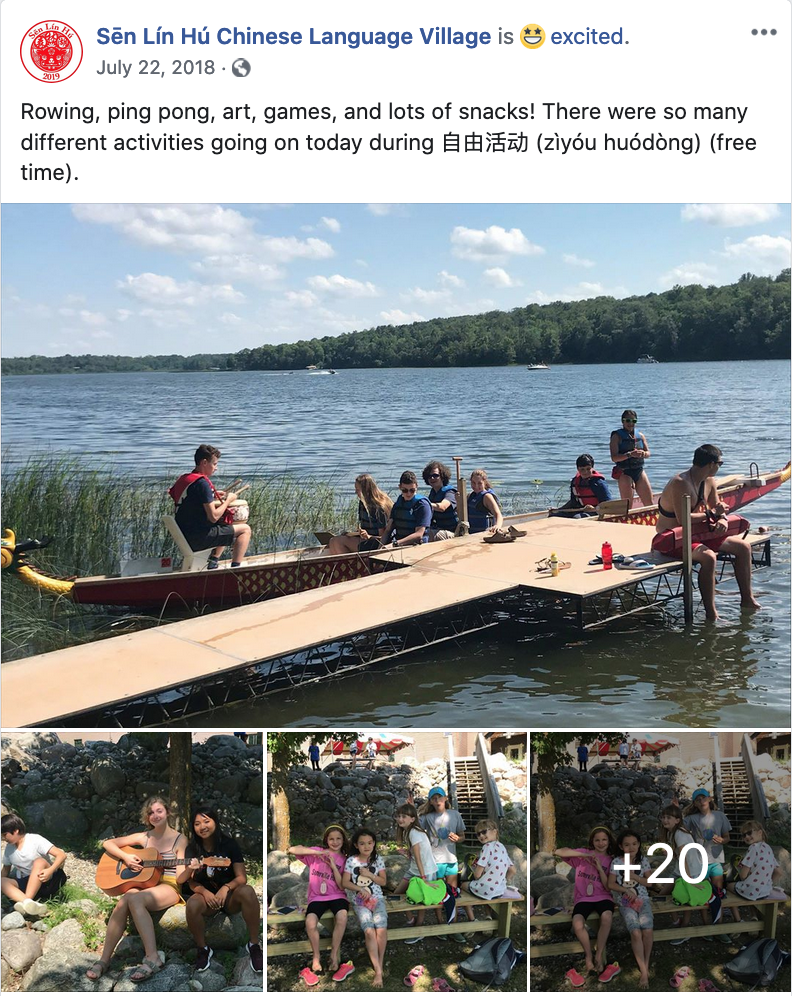 Sēn Lín Hú
2019
Sēn Lín Hú Chinese Language Village is 🤩 excited.
July 22, 2018 ·
Rowing, ping pong, art, games, and lots of snacks! There were so many
different activities going on today during 自由活动 (zìyóu huódòng) (free
time).
+20